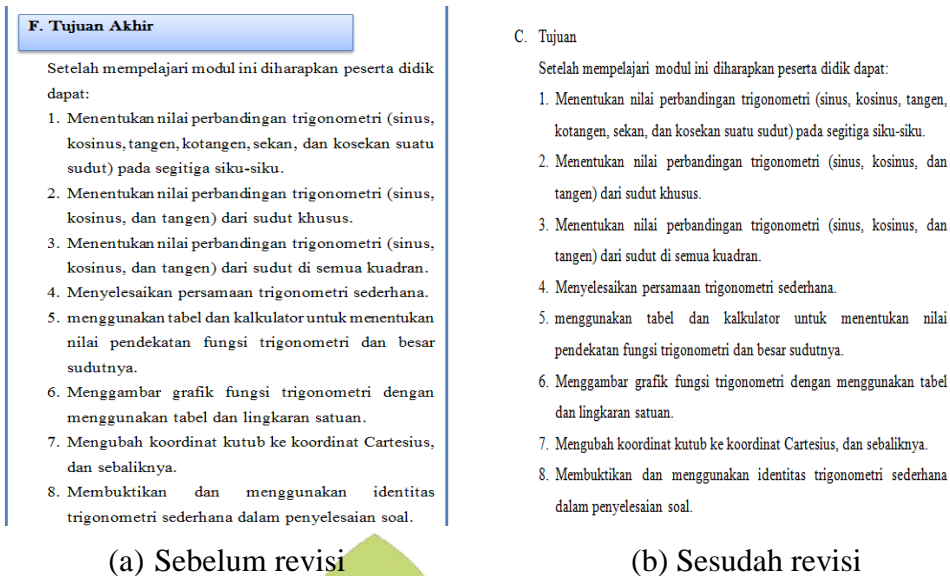 F. Tujuan Akhir
Setelah mempelajari modul ini diharapkan peserta didik
dapat:
1. Menentukan nilai perbandingan trigonometri (sinus,
kosinus, tangen, kotangen, sekan, dan kosekan suatu
sudut) pada segitiga siku-siku.
2. Menentukan nilai perbandingan trigonometri (sinus,
kosinus, dan tangen) dari sudut khusus.
3. Menentukan nilai perbandingan trigonometri (sinus,
kosinus, dan tangen) dari sudut di semua kuadran.
4. Menyelesaikan persamaan trigonometri sederhana.
5. menggunakan tabel dan kalkulator untuk menentukan
nilai pendekatan fungsi trigonometri dan besar
sudutnya.
6. Menggambar grafik fungsi trigonometri dengan
menggunakan tabel dan lingkaran satuan.
7. Mengubah koordinat kutub ke koordinat Cartesius,
dan sebaliknya.
8. Membuktikan dan menggunakan identitas
trigonometri sederhana dalam penyelesaian soal.
(a) Sebelum revisi
C. Tujuan
Setelah mempelajari modul ini diharapkan peserta didik dapat:
1. Menentukan nilai perbandingan trigonometri (sinus, kosinus, tangen,
kotangen, sekan, dan kosekan suatu sudut) pada segitiga siku-siku.
2. Menentukan nilai perbandingan trigonometri (sinus, kosinus, dan
tangen) dari sudut khusus.
3. Menentukan nilai perbandingan trigonometri (sinus, kosinus, dan
tangen) dari sudut di semua kuadran.
4. Menyelesaikan persamaan trigonometri sederhana.
5. menggunakan tabel dan kalkulator untuk menentukan nilai
pendekatan fungsi trigonometri dan besar sudutnya.
6. Menggambar grafik fungsi trigonometri dengan menggunakan tabel
dan lingkaran satuan.
7. Mengubah koordinat kutub ke koordinat Cartesius, dan sebaliknya.
8. Membuktikan dan menggunakan identitas trigonometri sederhana
dalam penyelesaian soal.
(b) Sesudah revisi